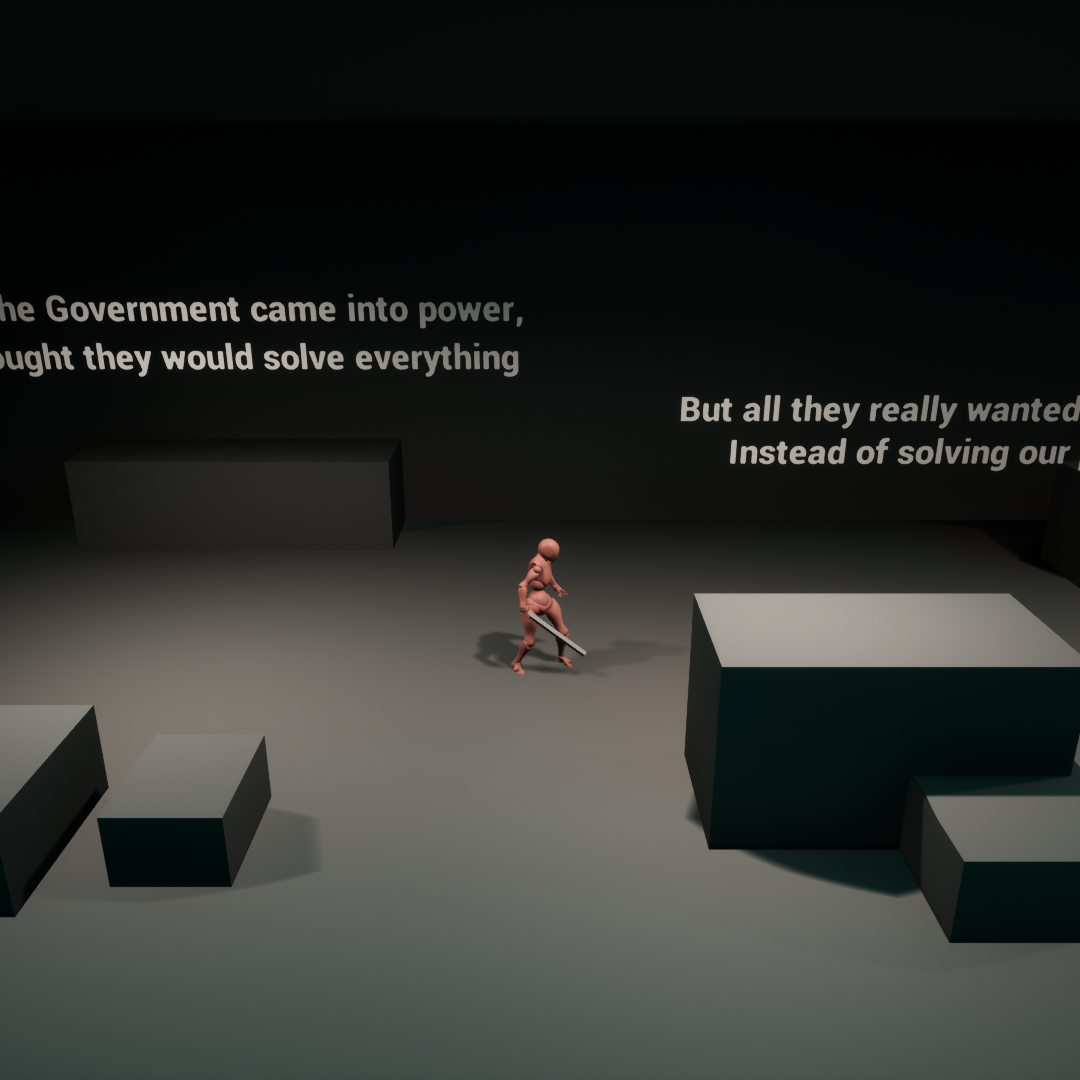 he Government came into power,
ought they would solve everything
But all they really wanted
Instead of solving our